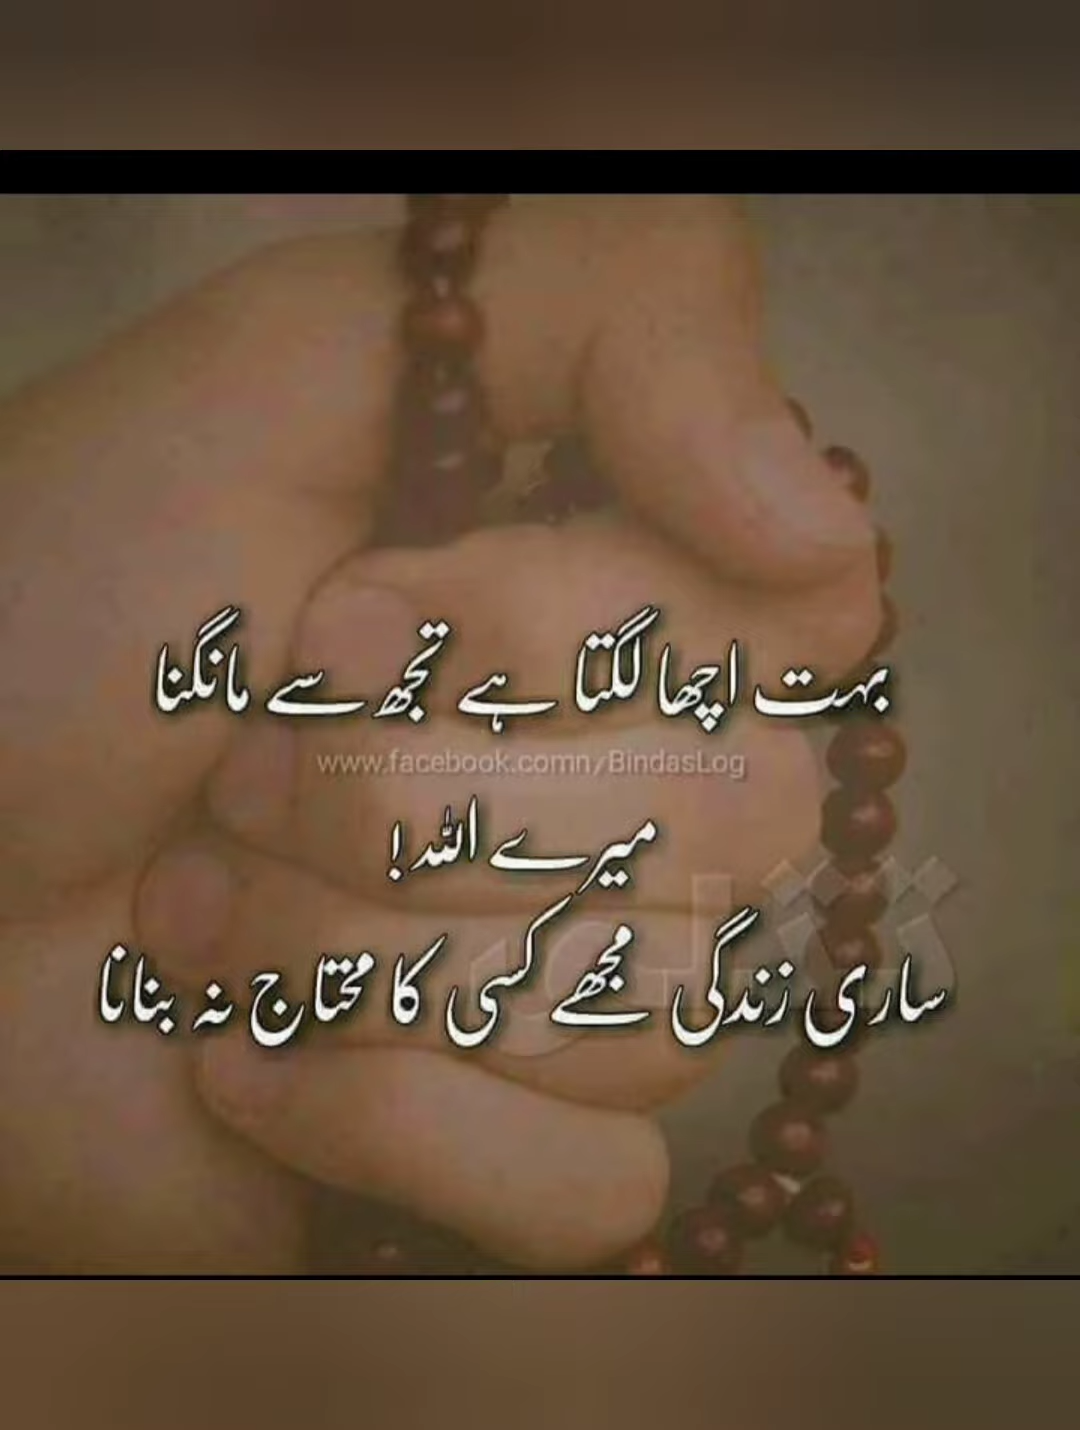 بہت اچھا لگتا ہے تجھ سے مانگنا
www.facebook.comn/BindasLog
میرے اللہ!
ساری زندگی مجھے کسی کا محتاج نہ بنانا